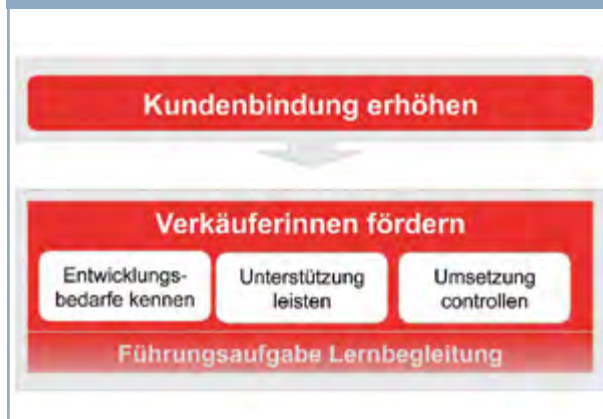 Kundenbindung erhöhen
Verkäuferinnen fördern
Entwicklungs-
bedarfe kennen
Unterstützung
leisten
Umsetzung
controllen
Führungsaufgabe Lernbegleitung